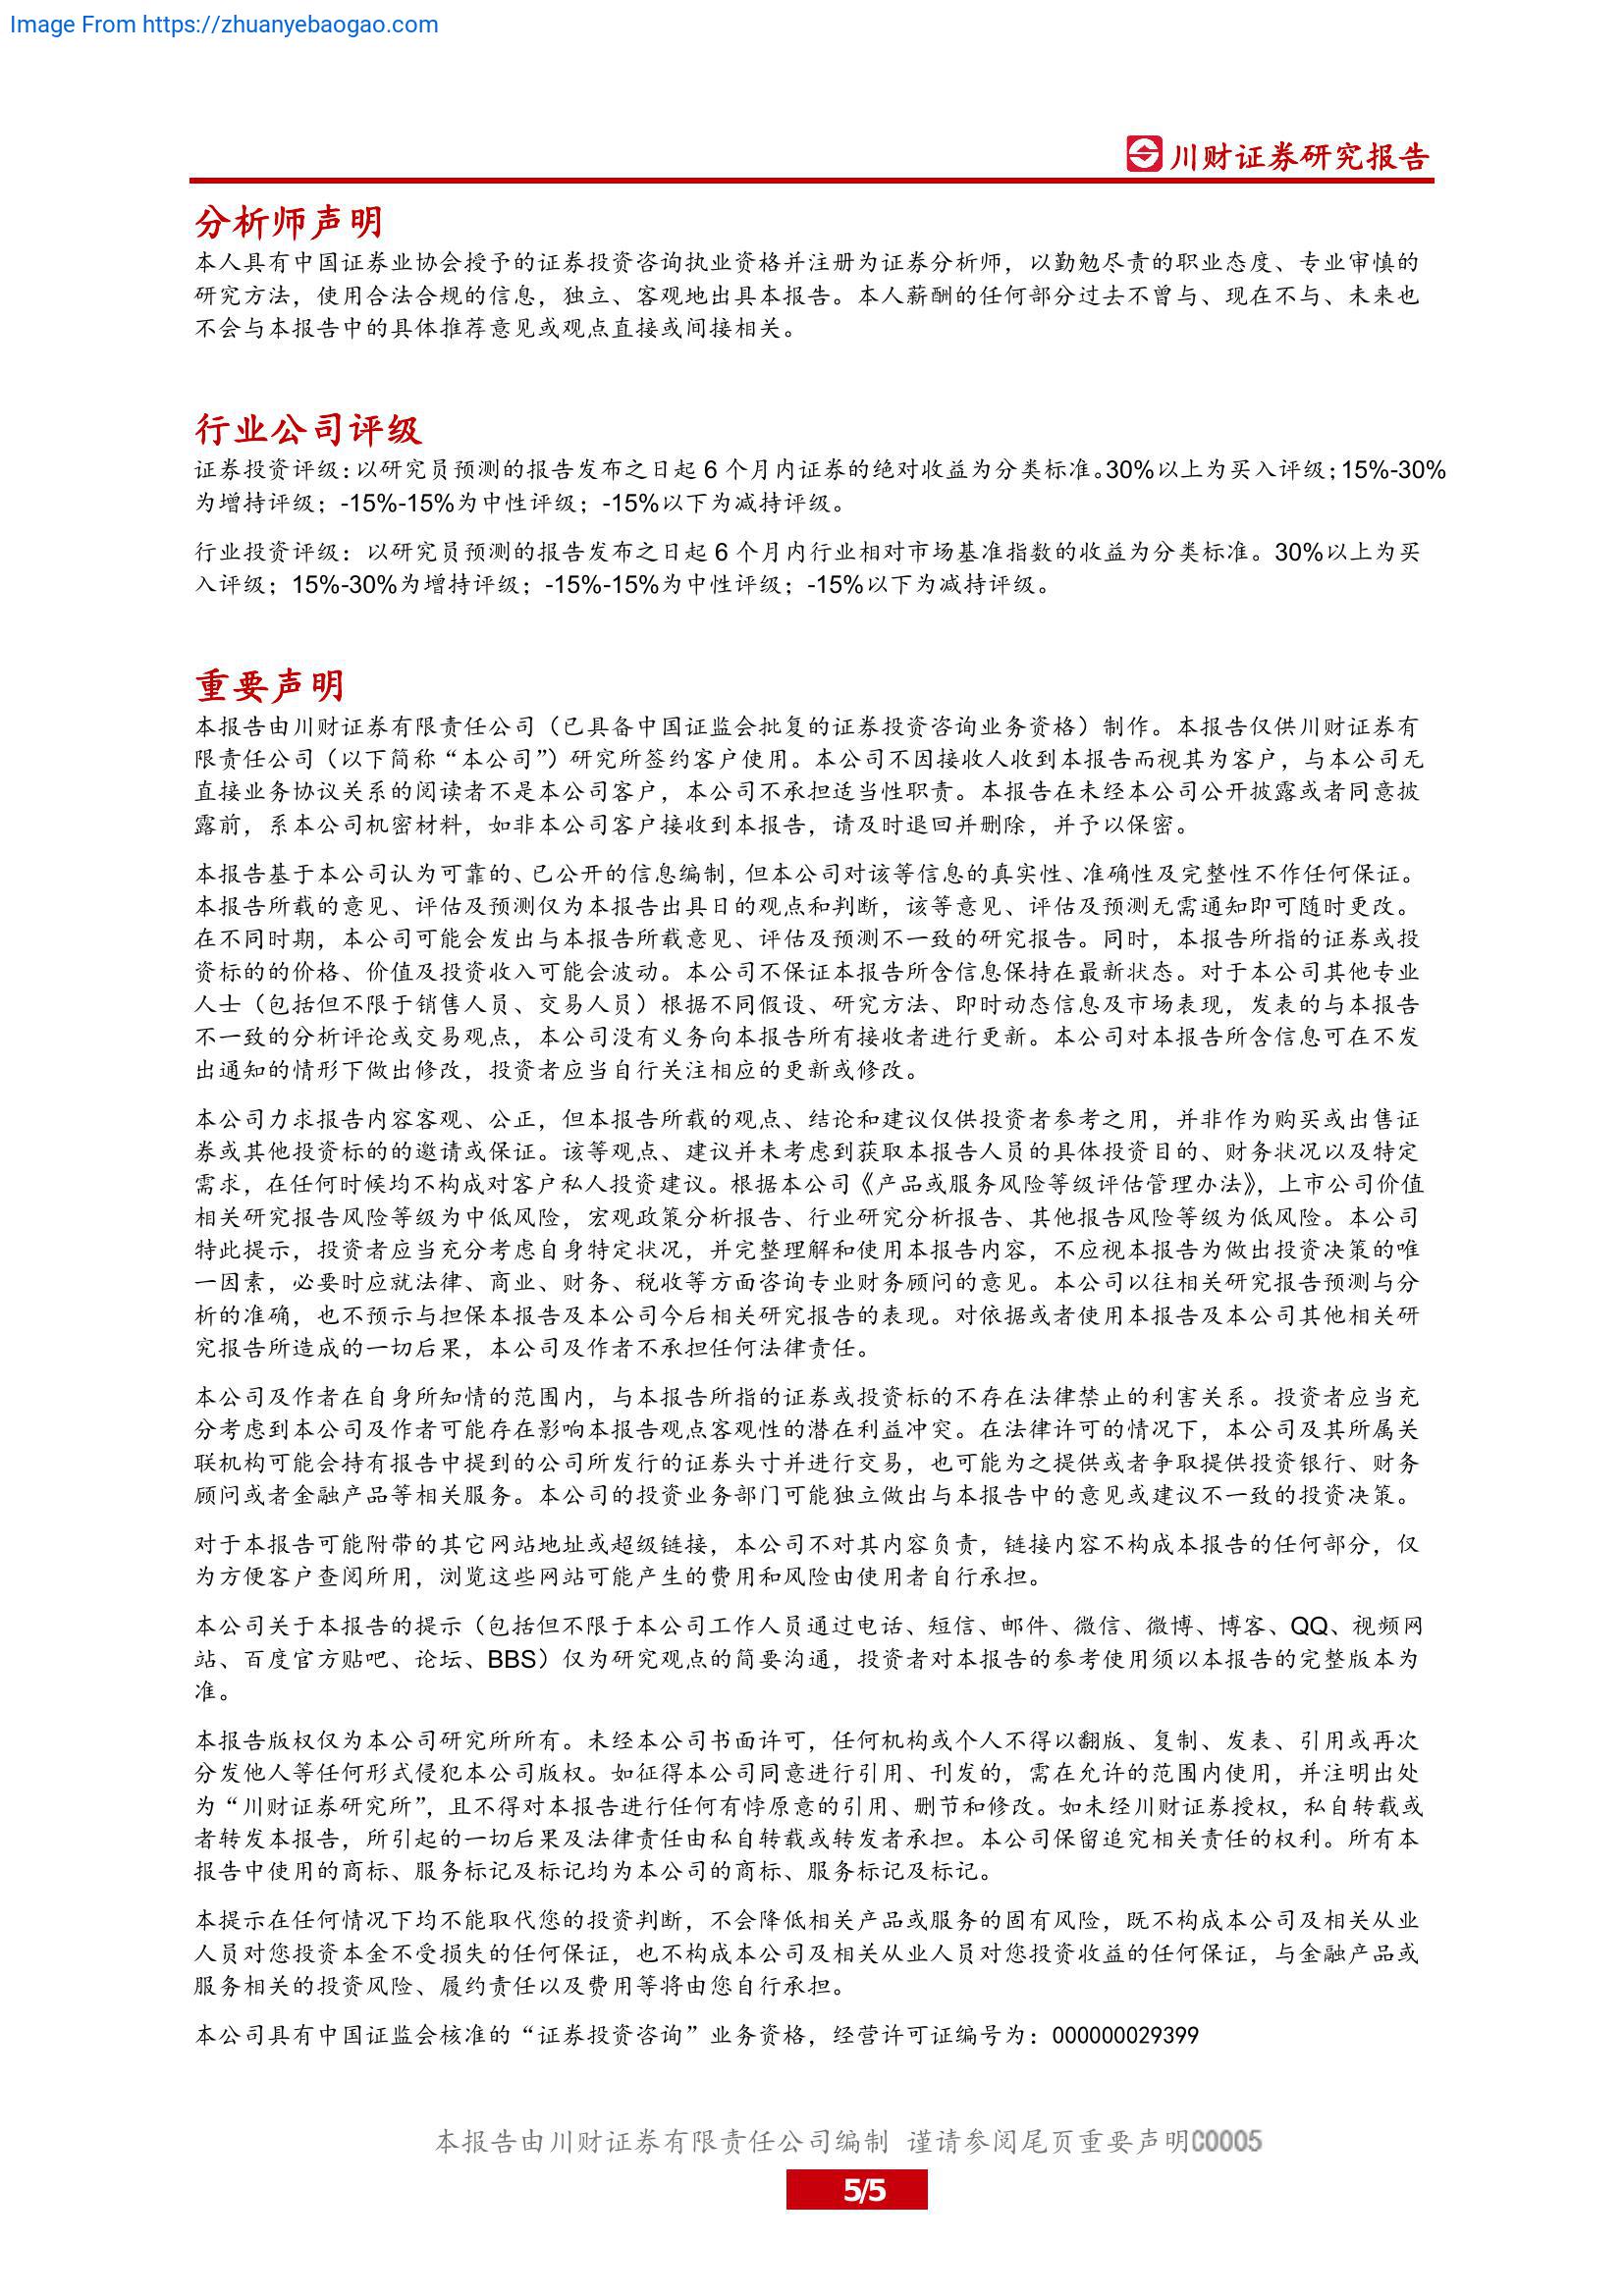 Image From https://zhuanyebaogao.com
川财证券研究报告
分析师声明
本人具有中国证券业协会授予的证券投资咨询执业资格并注册为证券分析师，以勤勉尽责的职业态度、专业审慎的
研究方法，使用合法合规的信息，独立、客观地出具本报告。本人薪酬的任何部分过去不曾与、现在不与、未来也
不会与本报告中的具体推荐意见或观点直接或间接相关。
行业公司评级
证券投资评级：以研究员预测的报告发布之日起 6 个月内证券的绝对收益为分类标准。30%以上为买入评级；15%-30%
为增持评级；-15%-15%为中性评级；-15%以下为减持评级。
行业投资评级：以研究员预测的报告发布之日起 6 个月内行业相对市场基准指数的收益为分类标准。30%以上为买
入评级；15%-30%为增持评级；-15%-15%为中性评级；-15%以下为减持评级。
重要声明
本报告由川财证券有限责任公司（已具备中国证监会批复的证券投资咨询业务资格）制作。本报告仅供川财证券有
限责任公司（以下简称“本公司”）研究所签约客户使用。本公司不因接收人收到本报告而视其为客户，与本公司无
直接业务协议关系的阅读者不是本公司客户，本公司不承担适当性职责。本报告在未经本公司公开披露或者同意披
露前，系本公司机密材料，如非本公司客户接收到本报告，请及时退回并删除，并予以保密。
本报告基于本公司认为可靠的、已公开的信息编制，但本公司对该等信息的真实性、准确性及完整性不作任何保证。
本报告所载的意见、评估及预测仅为本报告出具日的观点和判断，该等意见、评估及预测无需通知即可随时更改。
在不同时期，本公司可能会发出与本报告所载意见、评估及预测不一致的研究报告。同时，本报告所指的证券或投
资标的的价格、价值及投资收入可能会波动。本公司不保证本报告所含信息保持在最新状态。对于本公司其他专业
人士（包括但不限于销售人员、交易人员）根据不同假设、研究方法、即时动态信息及市场表现，发表的与本报告
不一致的分析评论或交易观点，本公司没有义务向本报告所有接收者进行更新。本公司对本报告所含信息可在不发
出通知的情形下做出修改，投资者应当自行关注相应的更新或修改。
本公司力求报告内容客观、公正，但本报告所载的观点、结论和建议仅供投资者参考之用，并非作为购买或出售证
券或其他投资标的的邀请或保证。该等观点、建议并未考虑到获取本报告人员的具体投资目的、财务状况以及特定
需求，在任何时候均不构成对客户私人投资建议。根据本公司《产品或服务风险等级评估管理办法》，上市公司价值
相关研究报告风险等级为中低风险，宏观政策分析报告、行业研究分析报告、其他报告风险等级为低风险。本公司
特此提示，投资者应当充分考虑自身特定状况，并完整理解和使用本报告内容，不应视本报告为做出投资决策的唯
一因素，必要时应就法律、商业、财务、税收等方面咨询专业财务顾问的意见。本公司以往相关研究报告预测与分
析的准确，也不预示与担保本报告及本公司今后相关研究报告的表现。对依据或者使用本报告及本公司其他相关研
究报告所造成的一切后果，本公司及作者不承担任何法律责任。
本公司及作者在自身所知情的范围内，与本报告所指的证券或投资标的不存在法律禁止的利害关系。投资者应当充
分考虑到本公司及作者可能存在影响本报告观点客观性的潜在利益冲突。在法律许可的情况下，本公司及其所属关
联机构可能会持有报告中提到的公司所发行的证券头寸并进行交易，也可能为之提供或者争取提供投资银行、财务
顾问或者金融产品等相关服务。本公司的投资业务部门可能独立做出与本报告中的意见或建议不一致的投资决策。
对于本报告可能附带的其它网站地址或超级链接，本公司不对其内容负责，链接内容不构成本报告的任何部分，仅
为方便客户查阅所用，浏览这些网站可能产生的费用和风险由使用者自行承担。
本公司关于本报告的提示（包括但不限于本公司工作人员通过电话、短信、邮件、微信、微博、博客、QQ、视频网
站、百度官方贴吧、论坛、BBS）仅为研究观点的简要沟通，投资者对本报告的参考使用须以本报告的完整版本为
准。
本报告版权仅为本公司研究所所有。未经本公司书面许可，任何机构或个人不得以翻版、复制、发表、引用或再次
分发他人等任何形式侵犯本公司版权。如征得本公司同意进行引用、刊发的，需在允许的范围内使用，并注明出处
为“川财证券研究所”，且不得对本报告进行任何有悖原意的引用、删节和修改。如未经川财证券授权，私自转载或
者转发本报告，所引起的一切后果及法律责任由私自转载或转发者承担。本公司保留追究相关责任的权利。所有本
报告中使用的商标、服务标记及标记均为本公司的商标、服务标记及标记。
本提示在任何情况下均不能取代您的投资判断，不会降低相关产品或服务的固有风险，既不构成本公司及相关从业
人员对您投资本金不受损失的任何保证，也不构成本公司及相关从业人员对您投资收益的任何保证，与金融产品或
服务相关的投资风险、履约责任以及费用等将由您自行承担。
本公司具有中国证监会核准的“证券投资咨询”业务资格，经营许可证编号为：000000029399
本报告由川财证券有限责任公司编制 谨请参阅尾页重要声明C0005
5/5